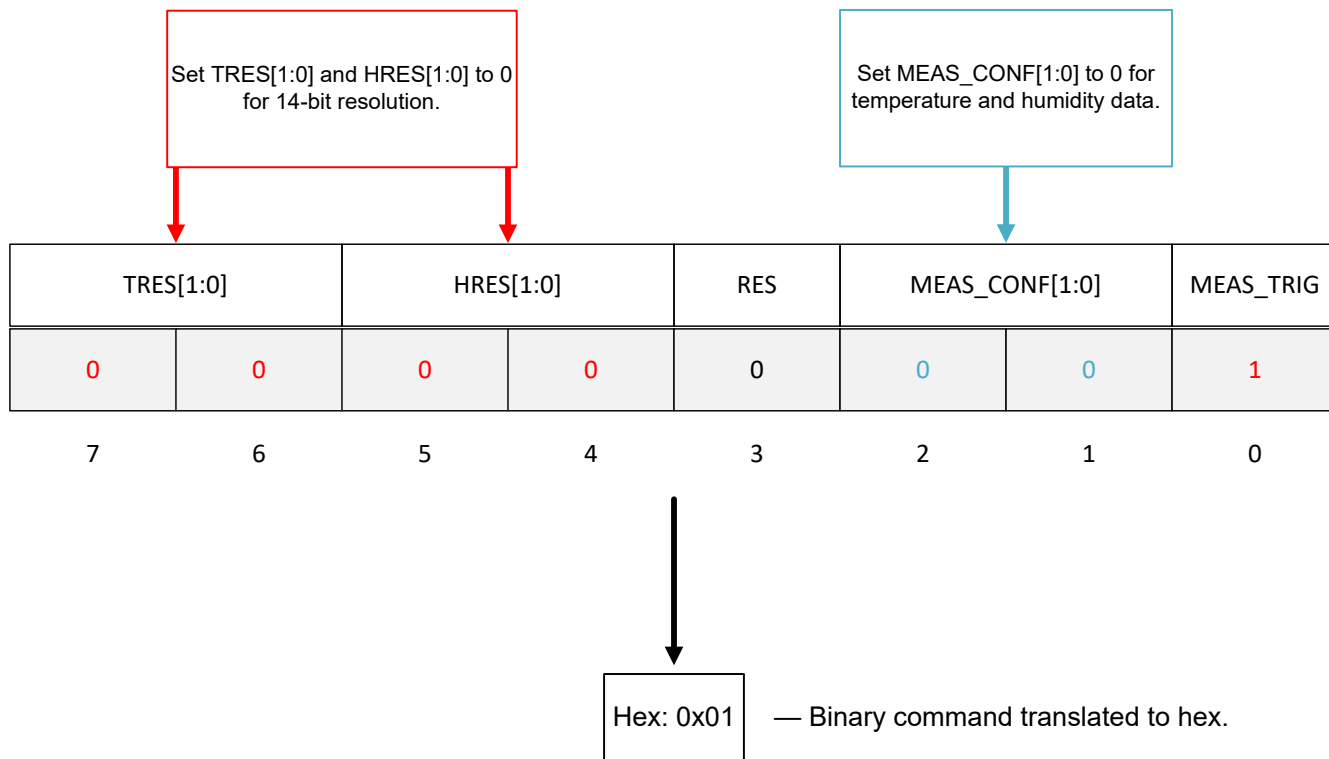 Set TRES[1:0] and HRES[1:0] to 0
for 14-bit resolution.
Set MEAS_CONF[1:0] to 0 for
temperature and humidity data.
TRES[1:0] HRES[1:0] RES MEAS_CONF[1:0] MEAS_TRIG
0 0 0 0 0 0 0 1
7 6 5 4 3 2 1 0
Hex: 0x01 — Binary command translated to hex.